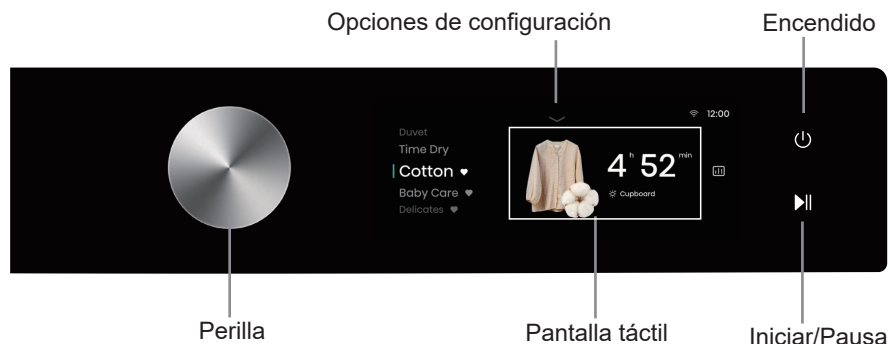 Opciones de configuración
Encendido
12:00
Duvet
Time Dry
Cotton
Baby Care
Delicates
4 h 52 min
Cupboard
Perilla
Pantalla táctil
Iniciar/Pausa